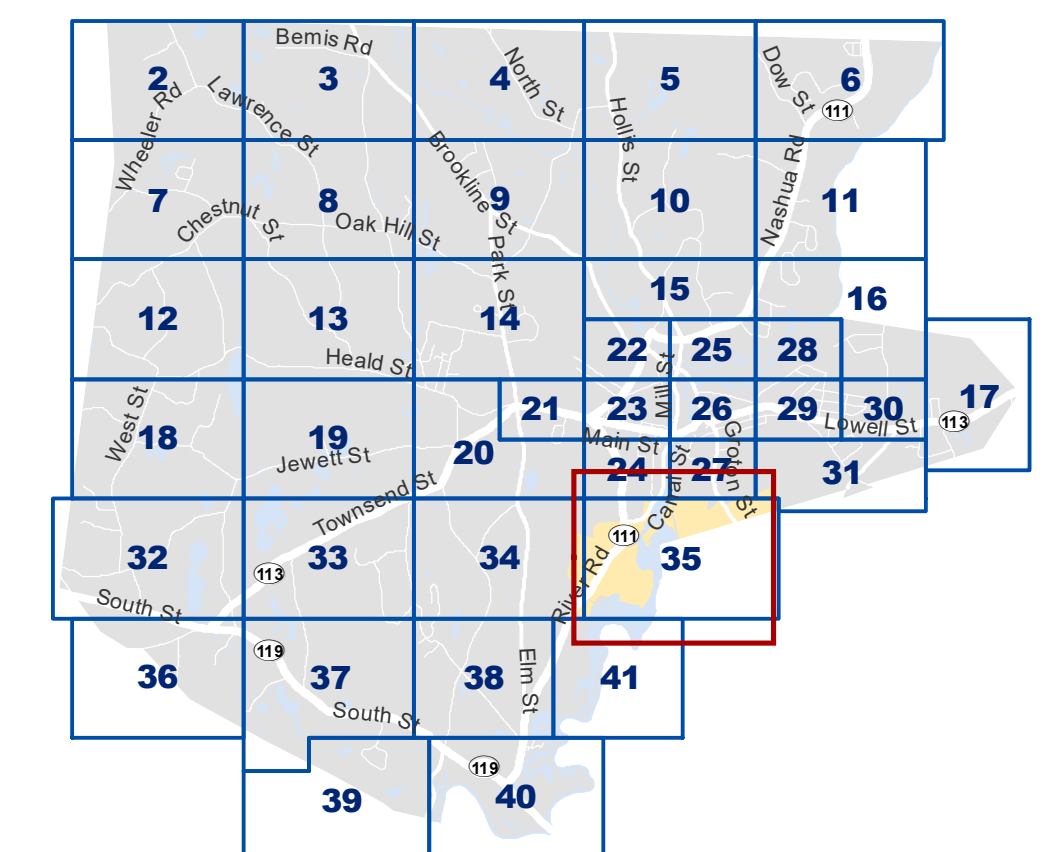 Bemis Rd
2
3
4
North St
5
Dow St
6
Wheeler Rd
Lawrence St
111
Hollis St
Brookline St
Nashua Rd
7
8
9
10
11
Chestnut St
Oak Hill St
Park St
12
13
14
15
16
Heald St
22
25
28
Mill St
17
West St
18
19
20
21
23
26
29
30
Lowell St
113
Jewett St
Main St
Groton St
24
27
31
Townsend St
Canal St
111
32
33
34
35
113
River Rd
South St
119
36
37
38
Elm St
41
South St
119
39
40